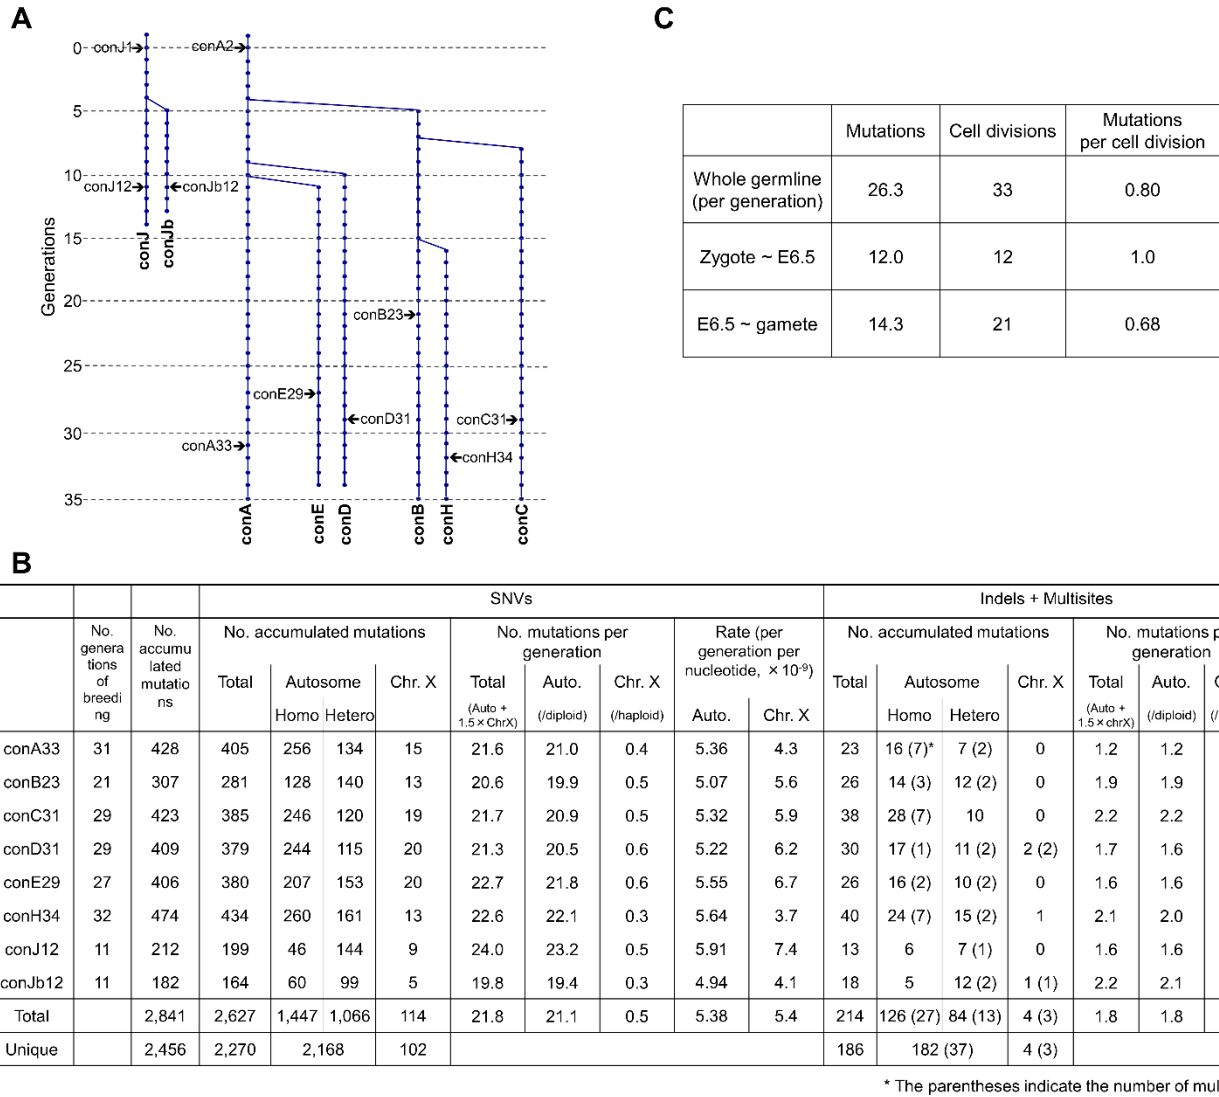 A
C
0
conJ1
conA2
5
10
conJ12
conJb12
15
conJ
conJb
Generations
20
conB23
25
conE29
conD31
conC31
30
conA33
conH34
35
conA
conE
conD
conB
conH
conC
Mutations Cell divisions Mutations per cell division
Whole germline (per generation) 26.3 33 0.80
Zygote ~ E6.5 12.0 12 1.0
E6.5 ~ gamete 14.3 21 0.68
B
SNVs Indels + Multisites
No. genera tions of breedi ng
No. accumu lated mutatio ns
No. accumulated mutations No. mutations per generation Rate (per generation per nucleotide, ×10-9) No. accumulated mutations No. mutations generation
Total Autosome Chr. X Total Auto. Chr. X Total Autosome Chr. X Total Auto.
Homo Hetero (Auto + 1.5×ChrX) (/diploid) (/haploid) Auto. Chr. X Homo Hetero (Auto + 1.5×ChrX) (/diploid)
conA33 31 428 405 256 134 15 21.6 21.0 0.4 5.36 4.3 23 16 (7)* 7 (2) 0 1.2 1.2
conB23 21 307 281 128 140 13 20.6 19.9 0.5 5.07 5.6 26 14 (3) 12 (2) 0 1.9 1.9
conC31 29 423 385 246 120 19 21.7 20.9 0.5 5.32 5.9 38 28 (7) 10 0 2.2 2.2
conD31 29 409 379 244 115 20 21.3 20.5 0.6 5.22 6.2 30 17 (1) 11 (2) 2 (2) 1.7 1.6
conE29 27 406 380 207 153 20 22.7 21.8 0.6 5.55 6.7 26 16 (2) 10 (2) 0 1.6 1.6
conH34 32 474 434 260 161 13 22.6 22.1 0.3 5.64 3.7 40 24 (7) 15 (2) 1 2.1 2.0
conJ12 11 212 199 46 144 9 24.0 23.2 0.5 5.91 7.4 13 6 7 (1) 0 1.6 1.6
conJb12 11 182 164 60 99 5 19.8 19.4 0.3 4.94 4.1 18 5 12 (2) 1 (1) 2.2 2.1
Total 2,841 2,627 1,447 1,066 114 21.8 21.1 0.5 5.38 5.4 214 126 (27) 84 (13) 4 (3) 1.8 1.8
Unique 2,456 2,270 2,168 102 186 182 (37) 4 (3)
* The parentheses indicate the number of